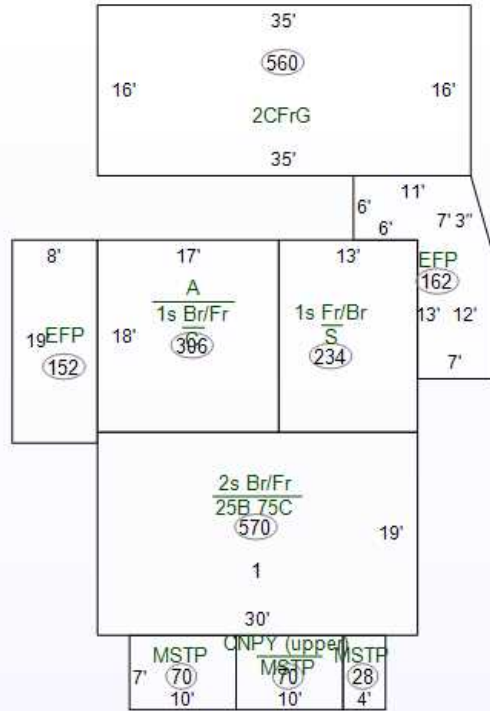 35'
560
16'
16'
2CFrG
35'
11'
6'
7' 3"
6'
8'
17'
13'
EFP
A
162
1s Br/Fr
1s Fr/Br
13'
12'
19
EFP
18'
C
306
S
234
152
7'
2s Br/Fr
25B 75C
570
19'
1
30'
CNPY (upper)
MSTP
MSTP
MSTP
7'
70
70
28
10'
10'
4'